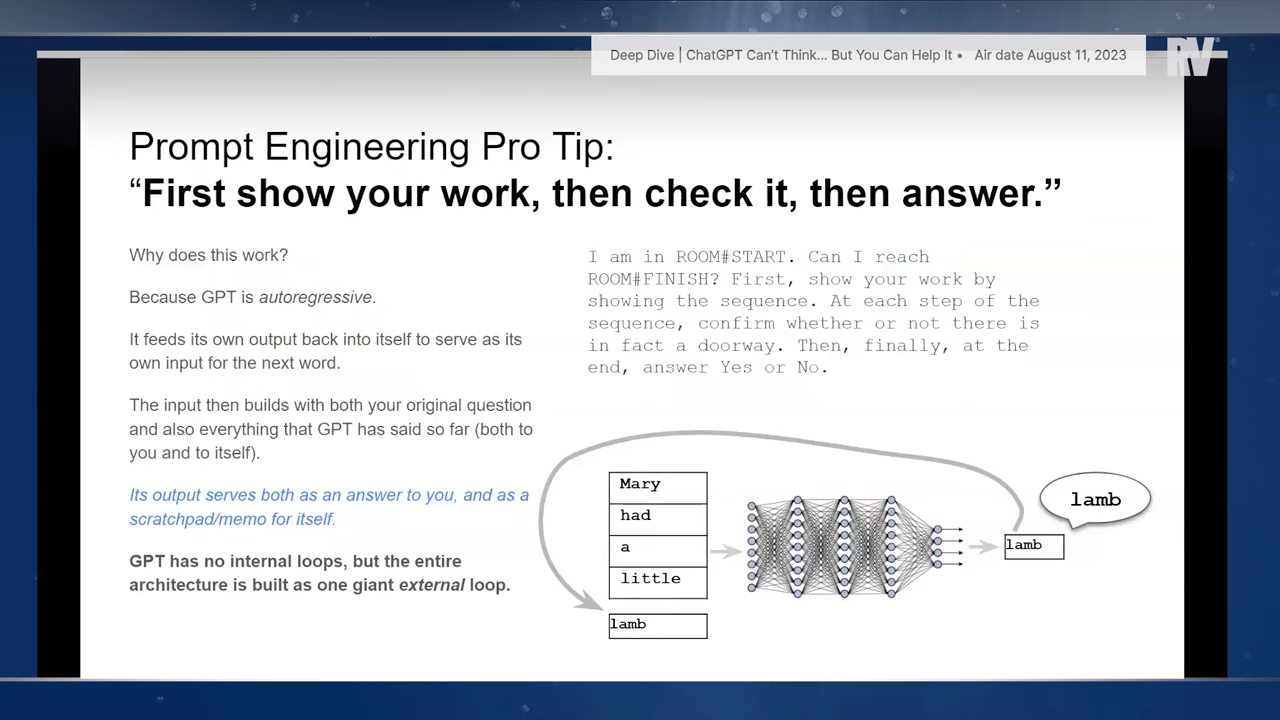 Deep Dive | ChatGPT Can't Think... But You Can Help It • Air date August 11, 2023
RV
Prompt Engineering Pro Tip:
“First show your work, then check it, then answer.”
Why does this work?
Because GPT is autoregressive.
It feeds its own output back into itself to serve as its
own input for the next word.
The input then builds with both your original question
and also everything that GPT has said so far (both to
you and to itself).
Its output serves both as an answer to you, and as a
scratchpad/memo for itself.
GPT has no internal loops, but the entire
architecture is built as one giant external loop.
I am in ROOM#START. Can I reach
ROOM#FINISH? First, show your work by
showing the sequence. At each step of the
sequence, confirm whether or not there is
in fact a doorway. Then, finally, at the
end, answer Yes or No.
Mary
had
a
little
lamb
lamb
lamb